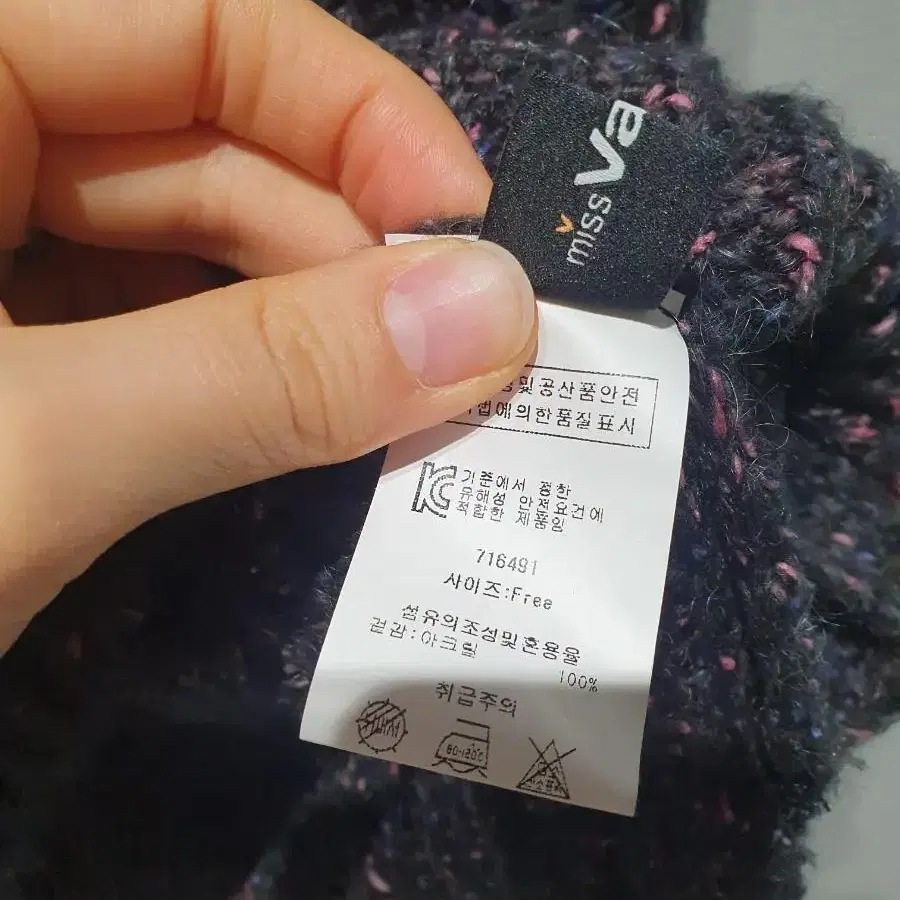 miss Va
및공산품안전
에의한품질표시
기준에서 정한
유해성 안전요건에
적합한 제품임
716491
사이즈:Free
섬유의조성및혼용율
겉감:아크릴
100%
취급주의